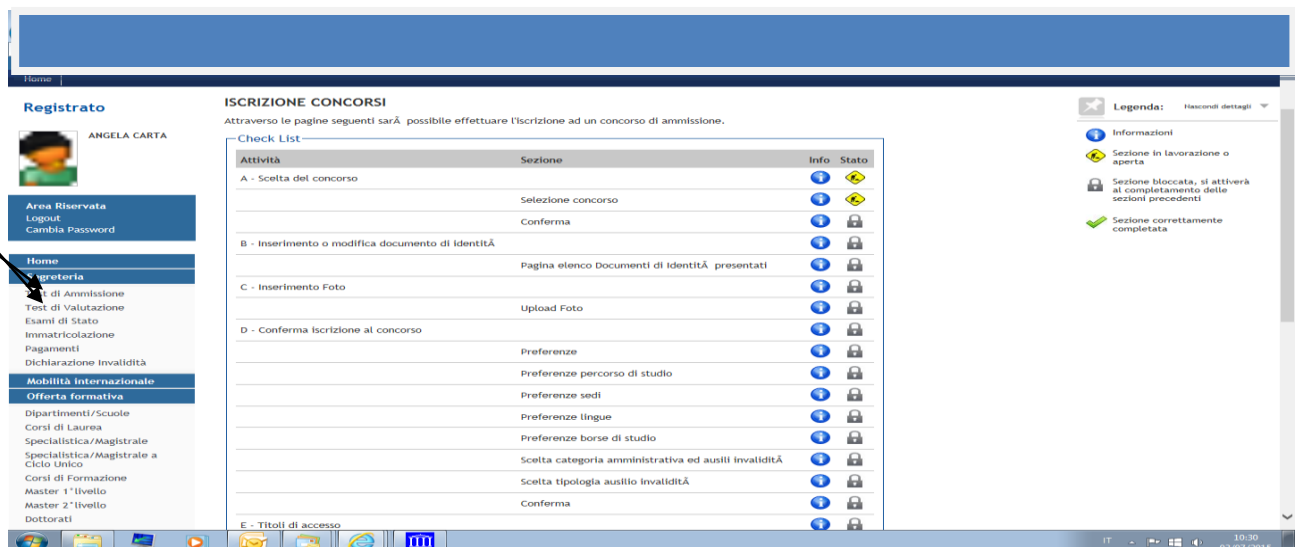 Home
Registrato
ANGELA CARTA
Area Riservata
Logout
Cambia Password
Home
Segreteria
Test di Ammissione
Test di Valutazione
Esami di Stato
Immatricolazione
Pagamenti
Dichiarazione Invalidità
Mobilità Internazionale
Offerta formativa
Dipartimenti/Scuole
Corsi di Laurea
Specialistica/Magistrale
Specialistica/Magistrale a
Ciclo Unico
Corsi di Formazione
Master 1°livello
Master 2°livello
Dottorati
ISCRIZIONE CONCORSI
Attraverso le pagine seguenti sarÃ possibile effettuare l'iscrizione ad un concorso di ammissione.
Check List
Attività Sezione Info Stato
A - Scelta del concorso
Selezione concorso
Conferma
B - Inserimento o modifica documento di identitÃ
Pagina elenco Documenti di IdentitÃ presentati
C - Inserimento Foto
Upload Foto
D - Conferma iscrizione al concorso
Preferenze
Preferenze percorso di studio
Preferenze sedi
Preferenze lingue
Preferenze borse di studio
Scelta categoria amministrativa ed ausili invaliditÃ
Scelta tipologia ausilio invaliditÃ
Conferma
E - Titoli di accesso
Legenda: Nascondi dettagli
Informazioni
Sezione in lavorazione o
aperta
Sezione bloccata, si attiverà
al completamento delle
sezioni precedenti
Sezione correttamente
completata
IT 10:30